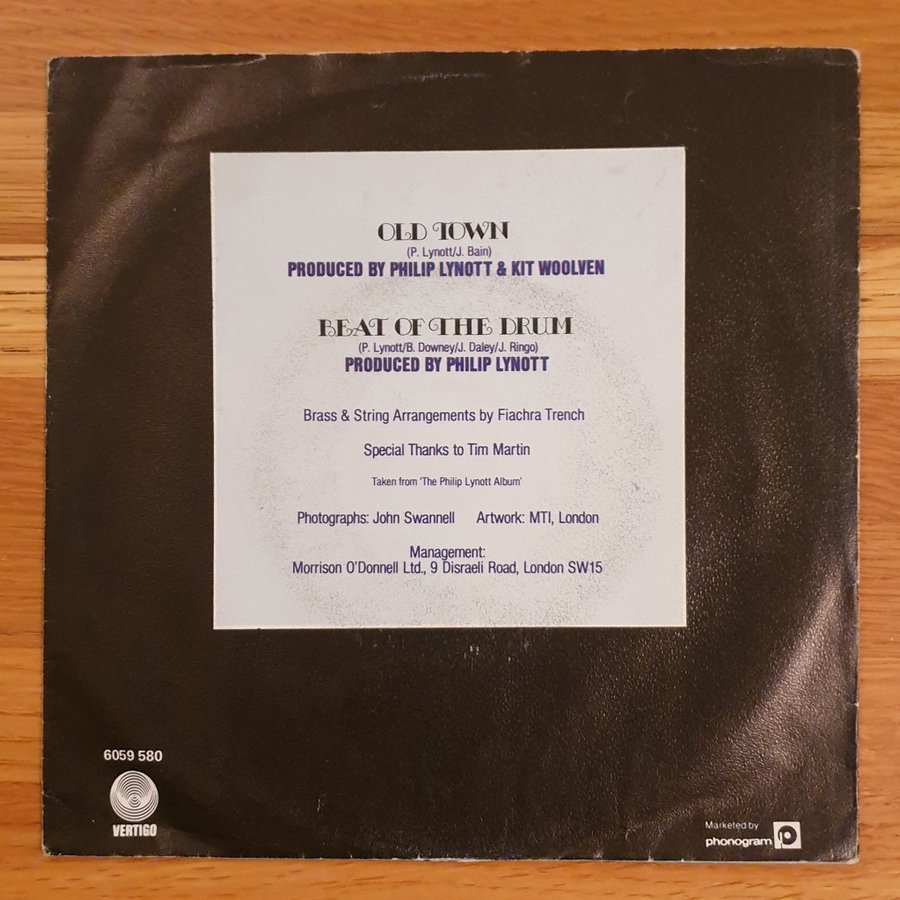 OLD TOWN
(P. Lynott/J. Bain)
PRODUCED BY PHILIP LYNOTT & KIT WOOLVEN
BEAT OF THE DRUM
(P. Lynott/B. Downey/J. Daley/J. Ringo)
PRODUCED BY PHILIP LYNOTT
Brass & String Arrangements by Fiachra Trench
Special Thanks to Tim Martin
Taken from 'The Philip Lynott Album'
Photographs: John Swannell Artwork: MTI, London
Management:
Morrison O'Donnell Ltd., 9 Disraeli Road, London SW15
6059 580
VERTIGO
Marketed by
phonogram p